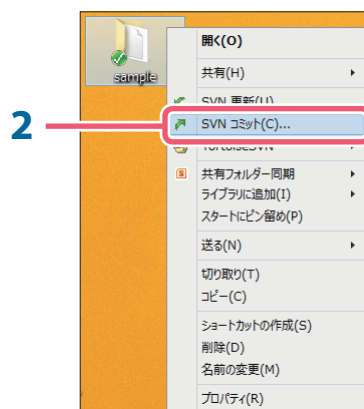 sample
開く(O)
共有(H)
SVN 更新(U)
2
SVN コミット(C)...
TortoiseSVN
共有フォルダー同期
ライブラリに追加(I)
スタートにピン留め(P)
送る(N)
切り取り(T)
コピー(C)
ショートカットの作成(S)
削除(D)
名前の変更(M)
プロパティ(R)